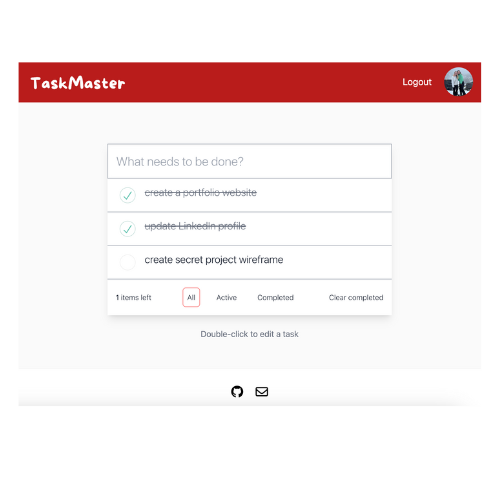 TaskMaster
Logout
What needs to be done?
create a portfolio website
update LinkedIn profile
create secret project wireframe
1 items left All Active Completed Clear completed
Double-click to edit a task